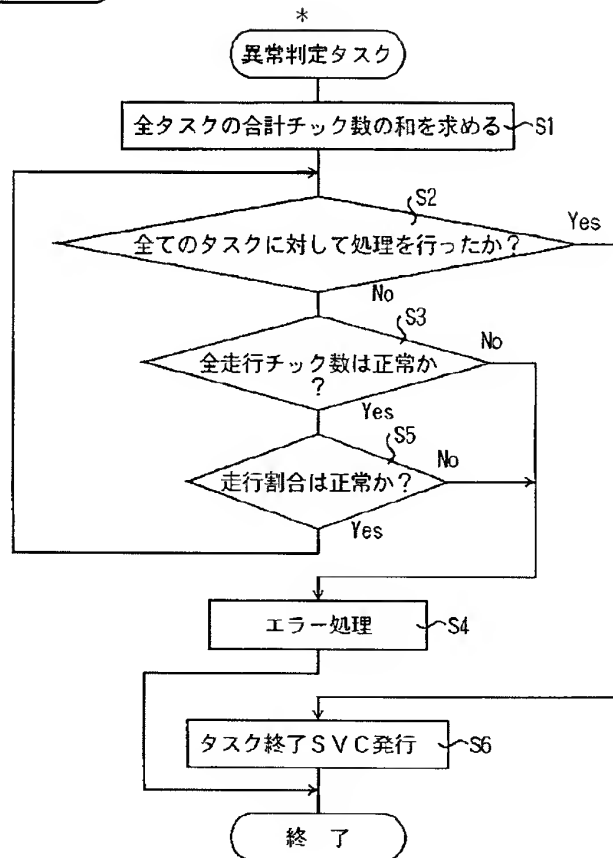 *
異常判定タスク
全タスクの合計チック数の和を求める
S1
S2
Yes
全てのタスクに対して処理を行ったか?
No
S3
No
全走行チック数は正常か
?
Yes
S5
No
走行割合は正常か?
Yes
エラー処理
S4
タスク終了SVC発行
S6
終 了